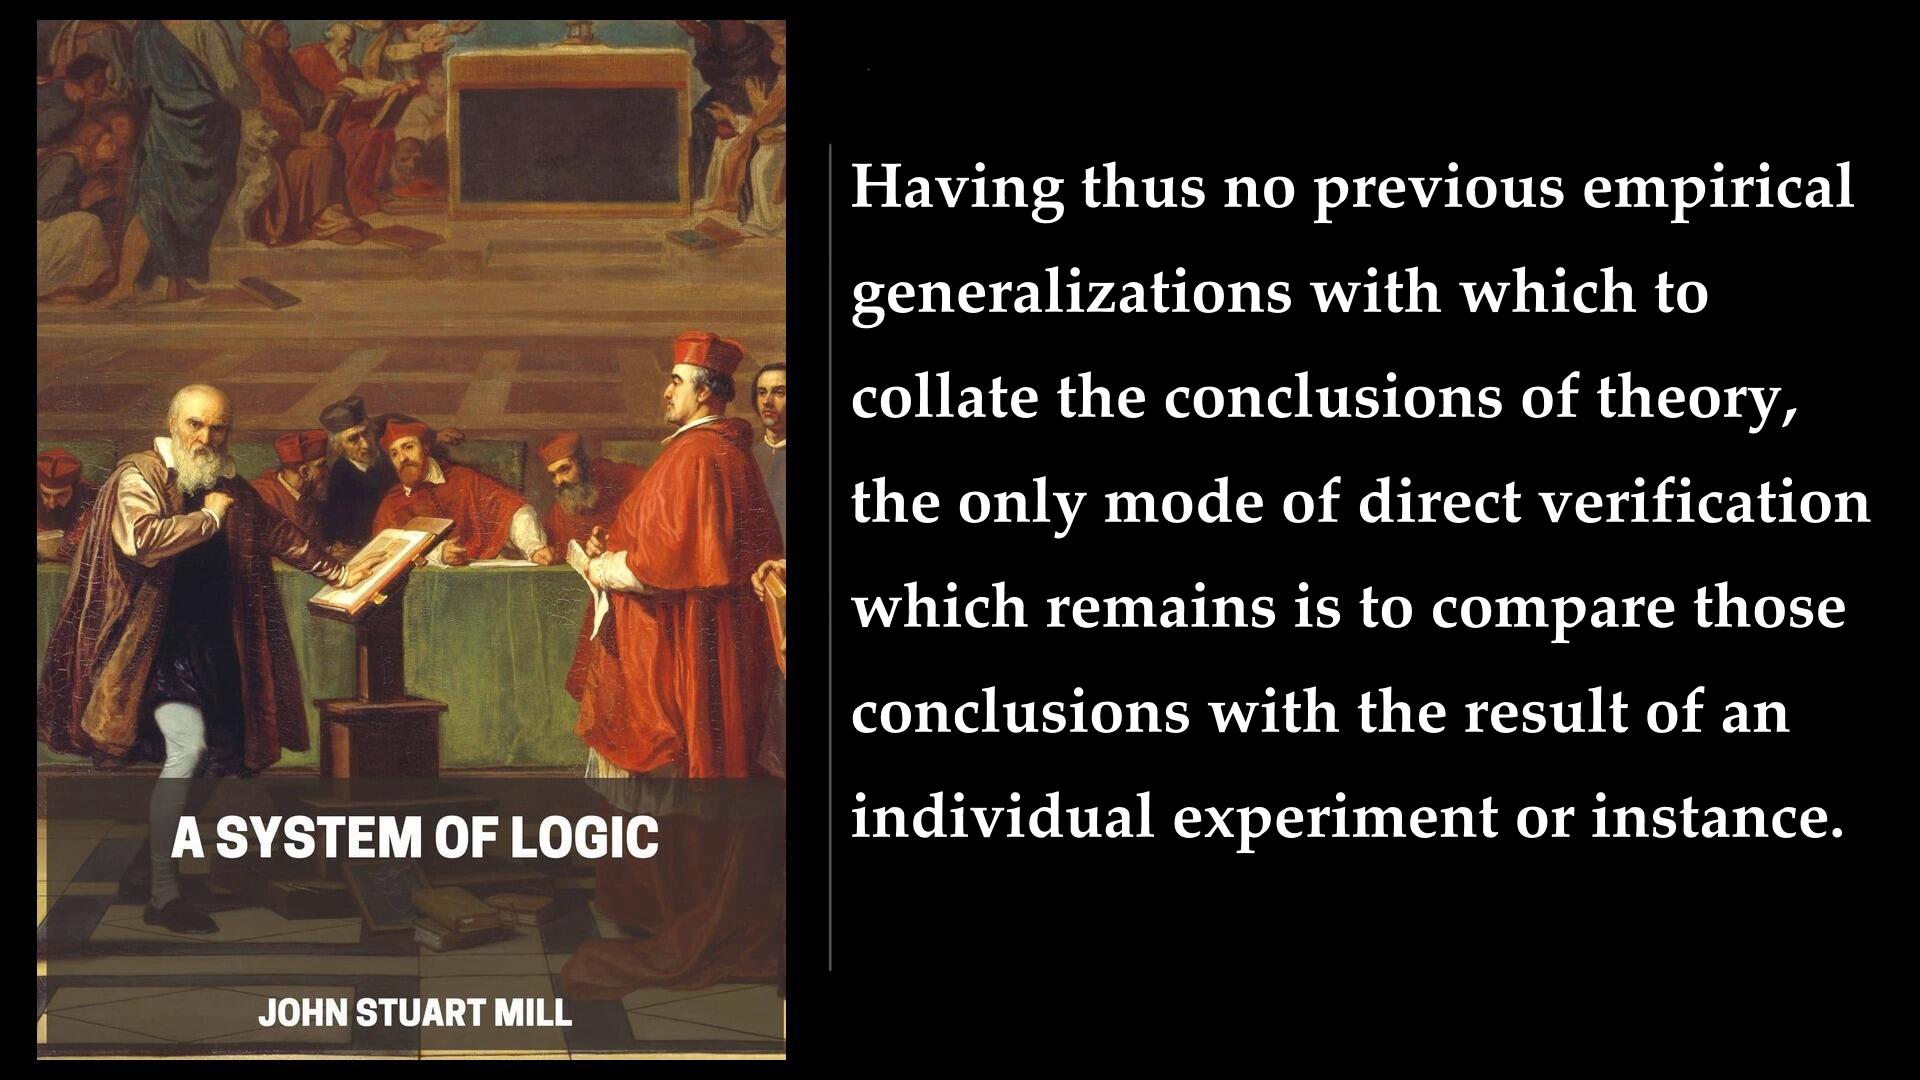 A SYSTEM OF LOGIC
JOHN STUART MILL
Having thus no previous empirical
generalizations with which to
collate the conclusions of theory,
the only mode of direct verification
which remains is to compare those
conclusions with the result of an
individual experiment or instance.